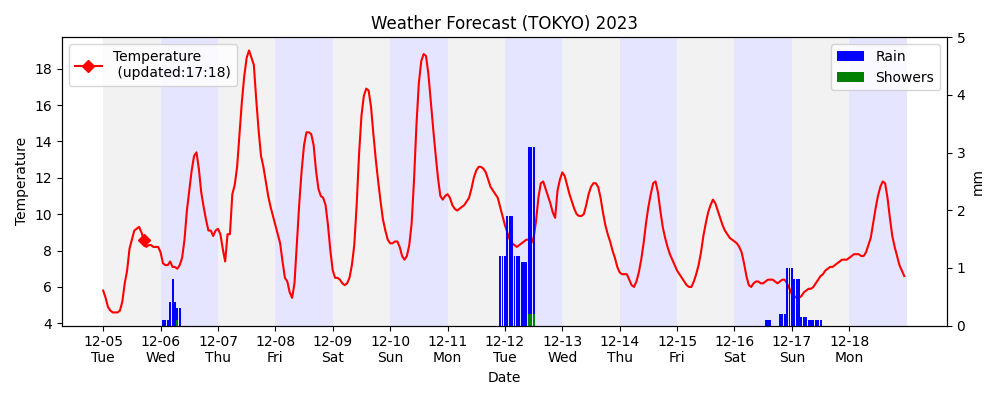 Weather Forecast (TOKYO) 2023
Temperature
(updated:17:18)
Rain
Showers
Temperature
18
16
14
12
10
8
6
4
5
4
3
2
1
0
mm
12-05 12-06 12-07 12-08 12-09 12-10 12-11 12-12 12-13 12-14 12-15 12-16 12-17 12-18
Tue Wed Thu Fri Sat Sun Mon Tue Wed Thu Fri Sat Sun Mon
Date